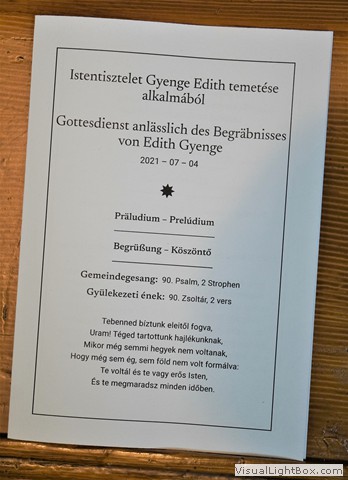 Istentisztelet Gyenge Edith temetése
alkalmából
Gottesdienst anlässlich des Begräbnisses
von Edith Gyenge
2021 – 07 – 04
Präludium – Prelúdium
Begrüßung – Köszöntő
Gemeindegesang: 90. Psalm, 2 Strophen
Gyülekezeti ének: 90. Zsoltár, 2 vers
Tebenned bíztunk eleitől fogva,
Uram! Téged tartottunk hajlékunknak,
Mikor még semmi hegyek nem voltanak,
Hogy még sem ég, sem föld nem volt formálva:
Te voltál és te vagy erős Isten,
És te megmaradsz minden időben.
VisualLightBox.com